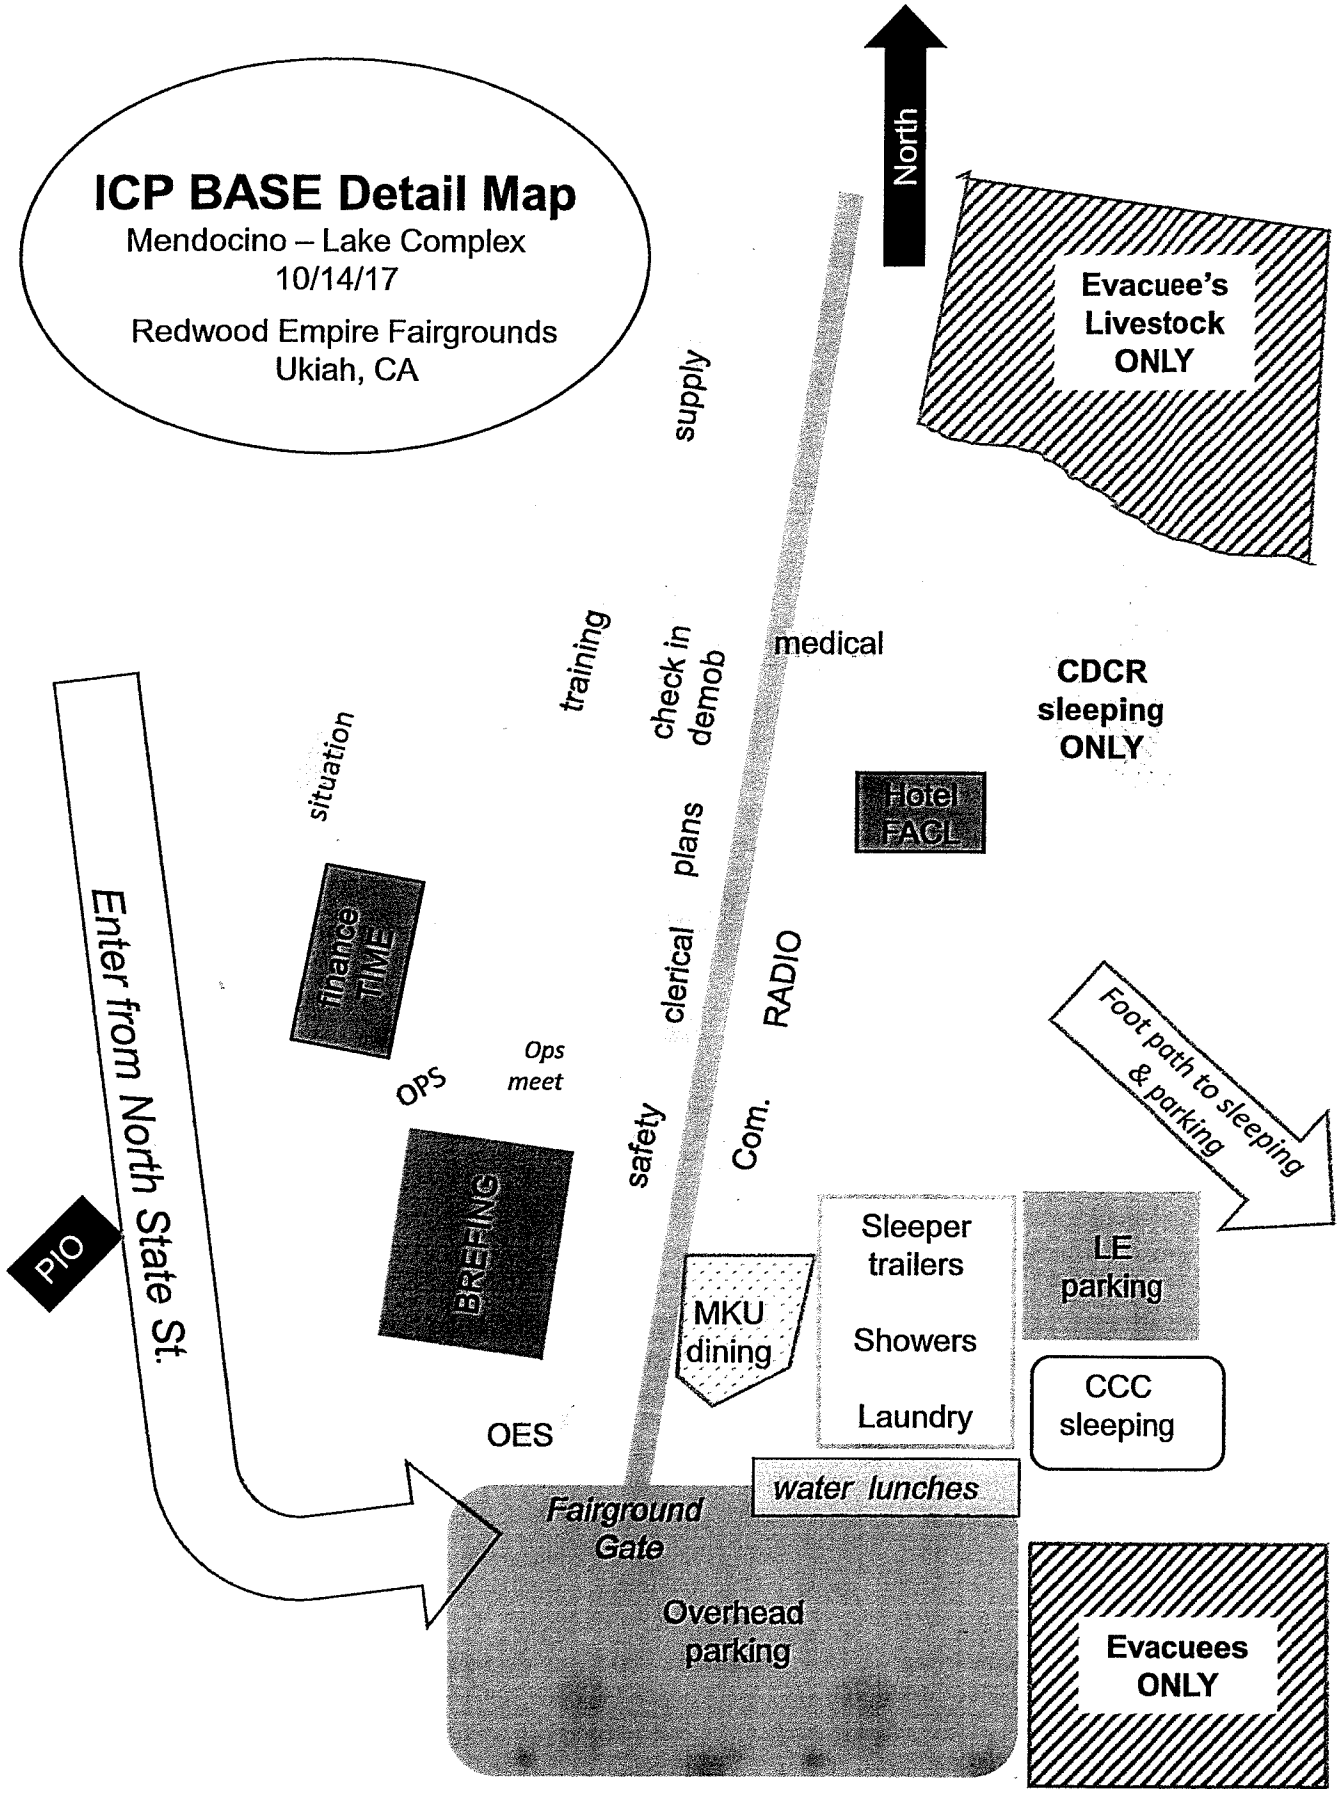 North
ICP BASE Detail Map
Mendocino – Lake Complex
10/14/17
Redwood Empire Fairgrounds
Ukiah, CA
Evacuee's
Livestock
ONLY
supply
training
check in
demob
medical
CDCR
sleeping
ONLY
situation
Hotel
FACL
plans
finance
TIME
clerical
RADIO
Enter from North State St.
Foot path to sleeping
& parking
OPS
Ops
meet
safety
Com.
PIO
BREFING
Sleeper
trailers
Showers
Laundry
LE
parking
MKU
dining
CCC
sleeping
OES
water lunches
Fairground
Gate
Overhead
parking
Evacuees
ONLY